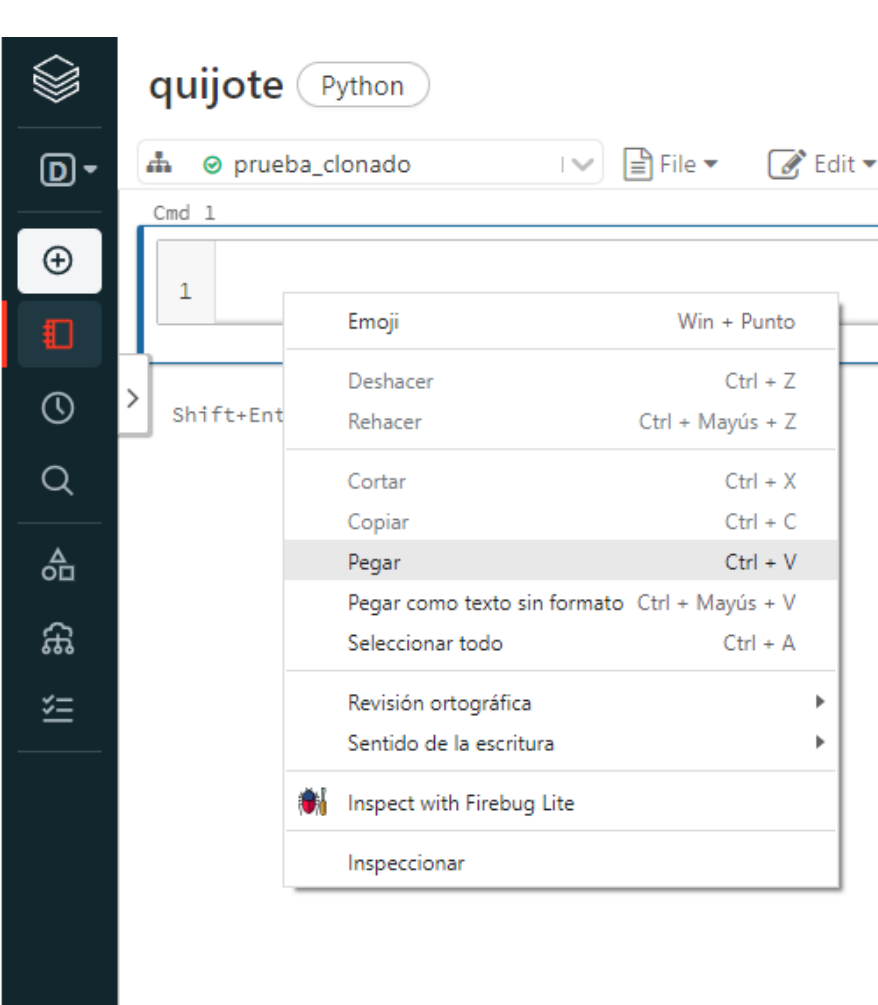 quijote Python
D prueba_clonado File Edit
Cmd 1
1
Emoji Win + Punto
Deshacer Ctrl + Z
Shift+Ent Rehacer Ctrl + Mayús + Z
Cortar Ctrl + X
Copiar Ctrl + C
Pegar Ctrl + V
Pegar como texto sin formato Ctrl + Mayús + V
Seleccionar todo Ctrl + A
Revisión ortográfica
Sentido de la escritura
Inspect with Firebug Lite
Inspeccionar